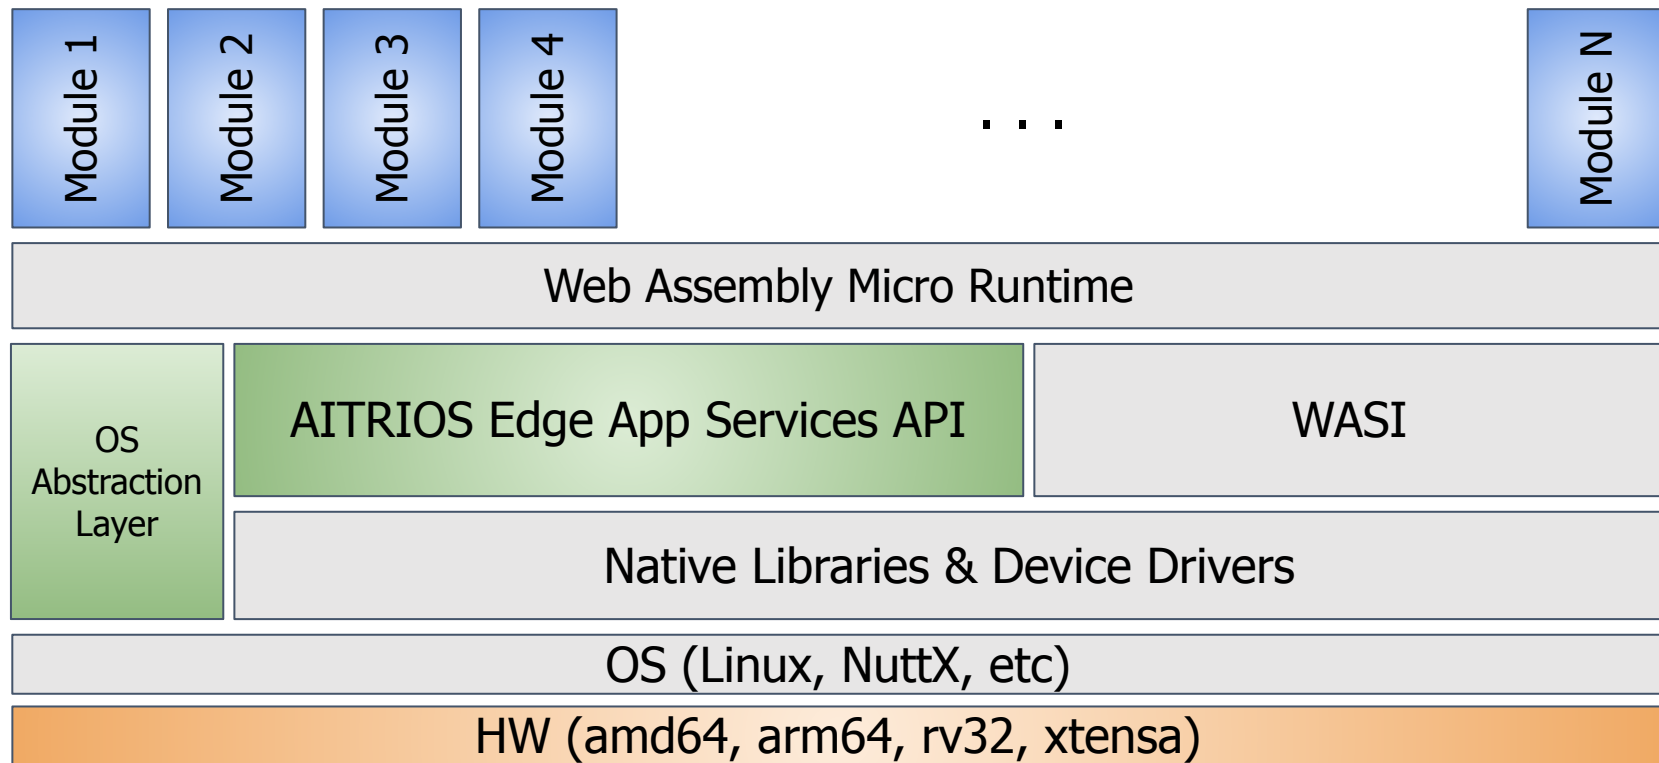 Module 1
Module 2
Module 3
Module 4
. . .
Module N
Web Assembly Micro Runtime
OS
Abstraction
Layer
AITRIOS Edge App Services API
WASI
Native Libraries & Device Drivers
OS (Linux, NuttX, etc)
HW (amd64, arm64, rv32, xtensa)